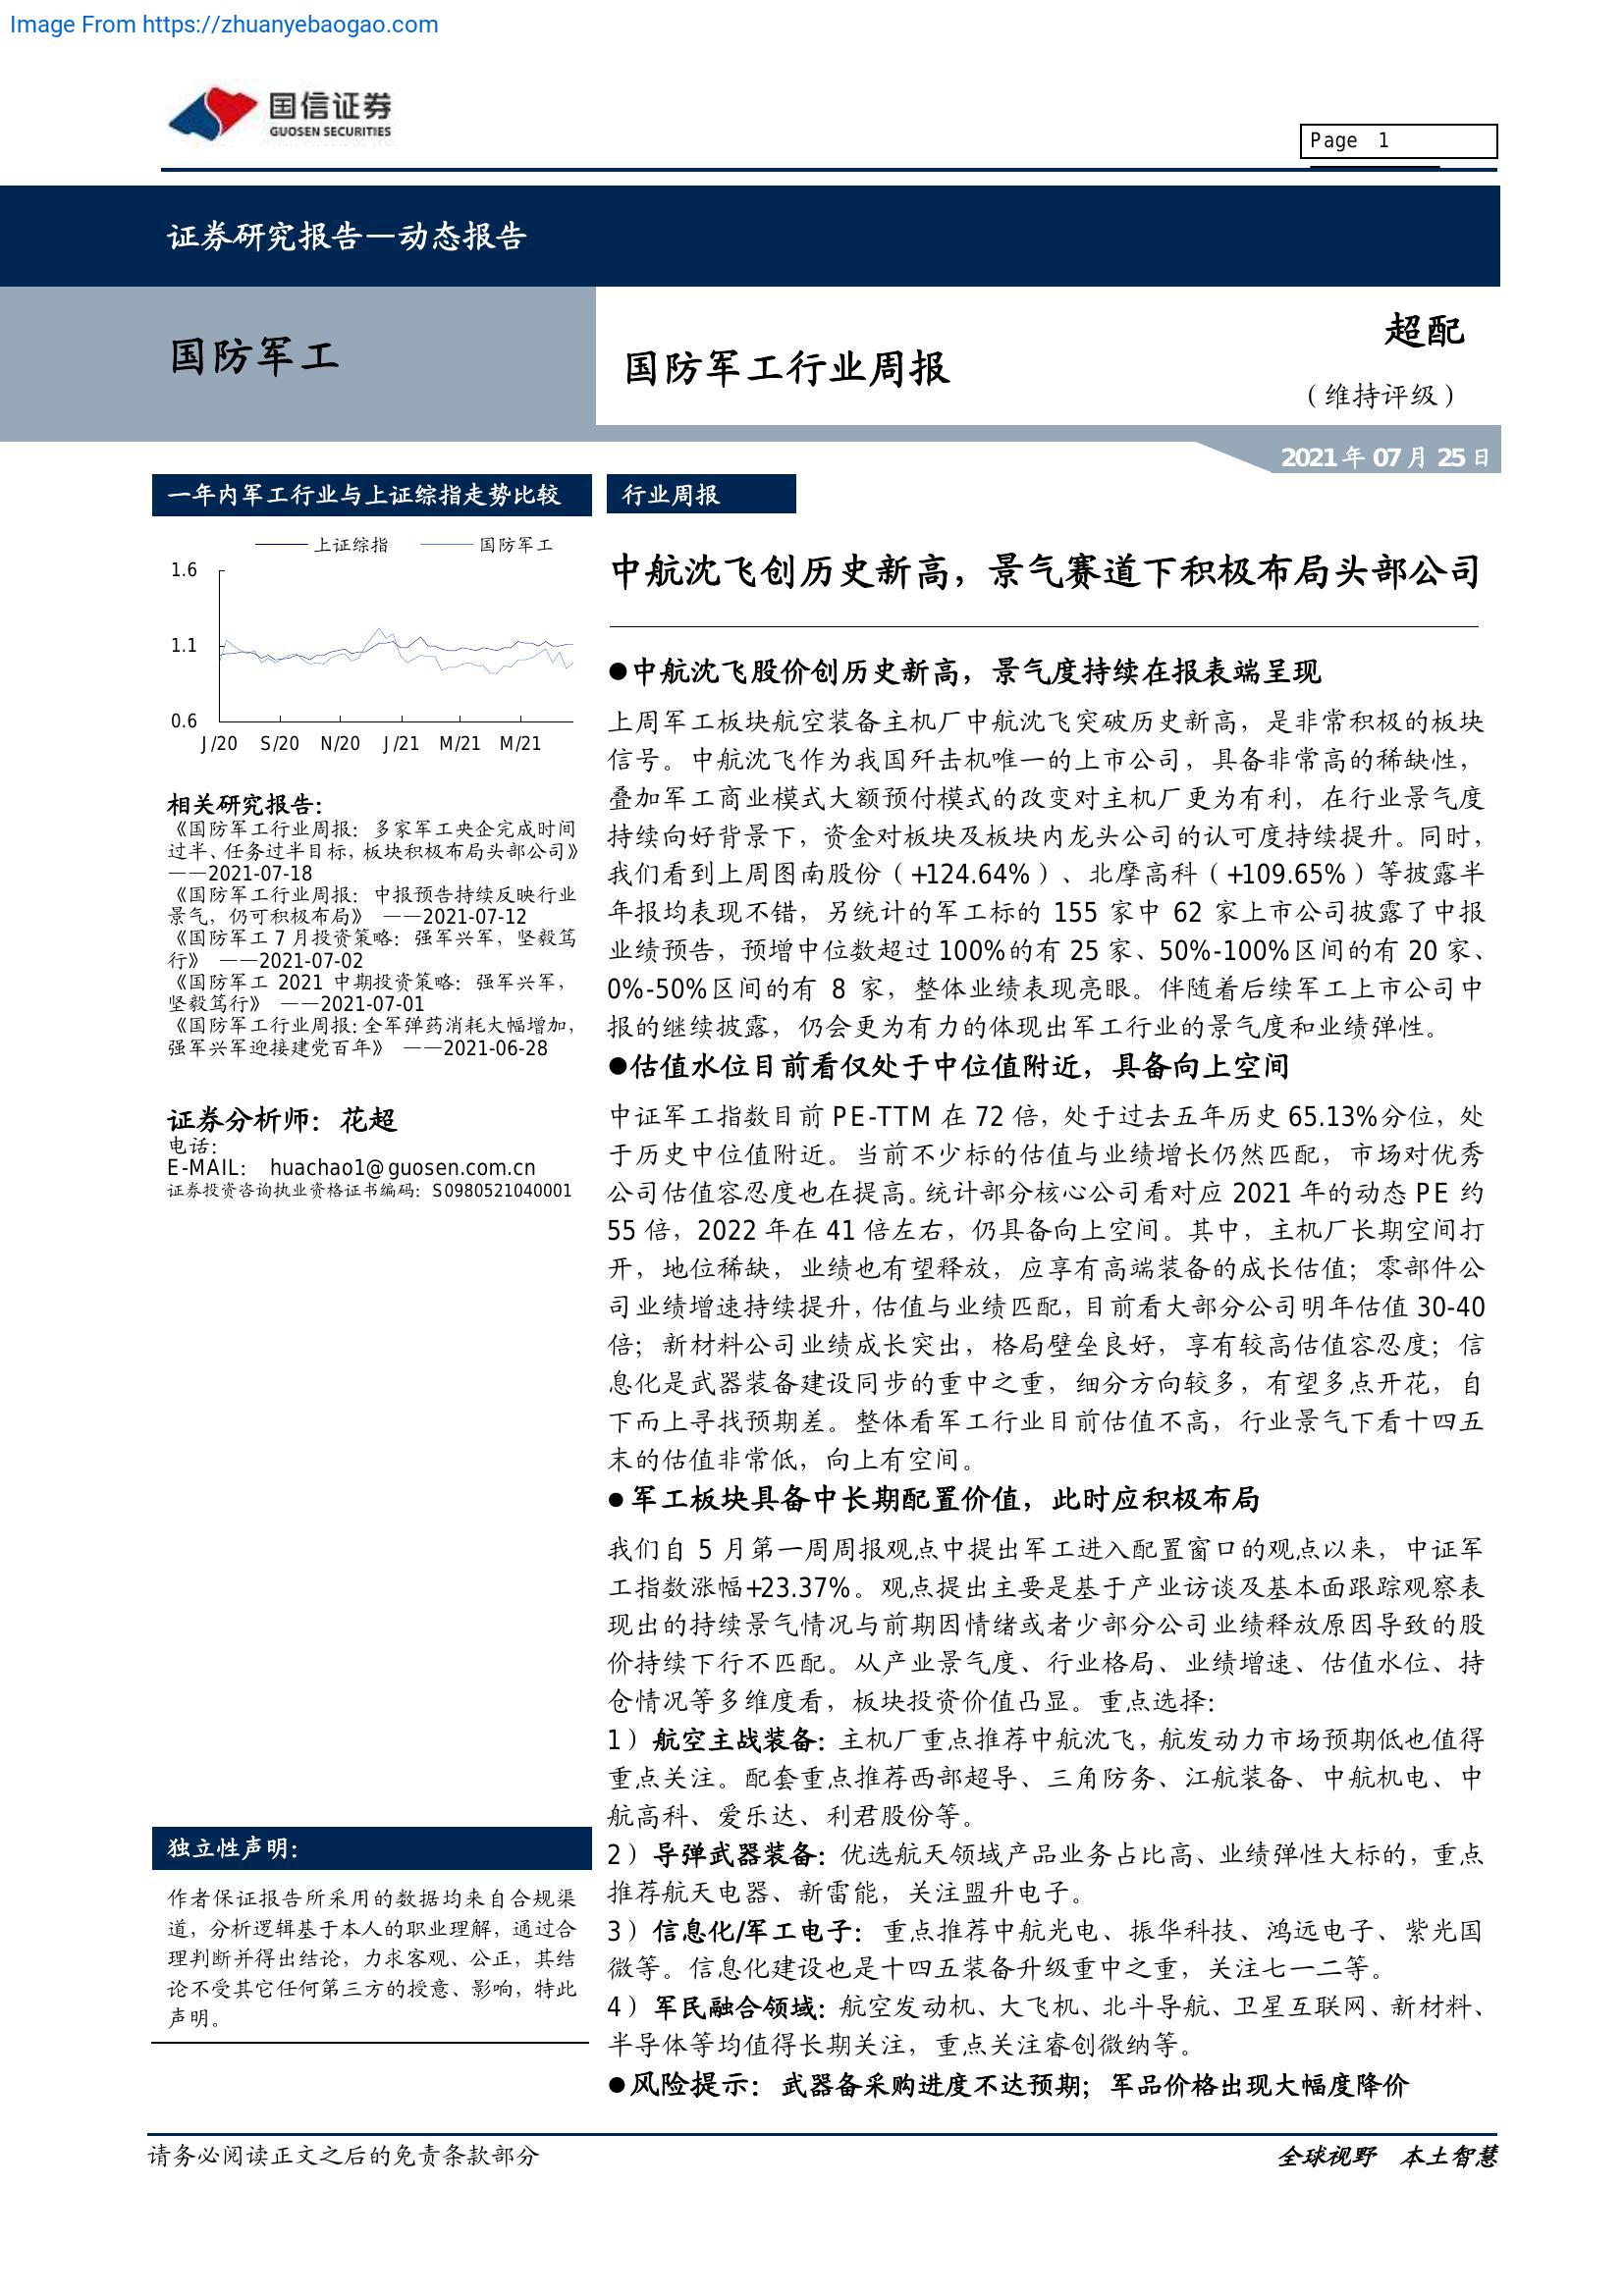 Image From https://zhuanyebaogao.com
国信证券
GUOSEN SECURITIES
Page 1
证券研究报告—动态报告
国防军工
国防军工行业周报
超配
（维持评级）
2021 年 07 月 25 日
一年内军工行业与上证综指走势比较
上证综指 国防军工
1.6
1.1
0.6
J/20 S/20 N/20 J/21 M/21 M/21
相关研究报告：
《国防军工行业周报：多家军工央企完成时间
过半、任务过半目标，板块积极布局头部公司》
——2021-07-18
《国防军工行业周报：中报预告持续反映行业
景气，仍可积极布局》 ——2021-07-12
《国防军工 7 月投资策略：强军兴军，坚毅笃
行》 ——2021-07-02
《国防军工 2021 中期投资策略：强军兴军，
坚毅笃行》 ——2021-07-01
《国防军工行业周报：全军弹药消耗大幅增加，
强军兴军迎接建党百年》 ——2021-06-28
证券分析师：花超
电话：
E-MAIL： huachao1@guosen.com.cn
证券投资咨询执业资格证书编码：S0980521040001
独立性声明：
作者保证报告所采用的数据均来自合规渠
道，分析逻辑基于本人的职业理解，通过合
理判断并得出结论，力求客观、公正，其结
论不受其它任何第三方的授意、影响，特此
声明。
行业周报
中航沈飞创历史新高，景气赛道下积极布局头部公司
●中航沈飞股价创历史新高，景气度持续在报表端呈现
上周军工板块航空装备主机厂中航沈飞突破历史新高，是非常积极的板块
信号。中航沈飞作为我国歼击机唯一的上市公司，具备非常高的稀缺性，
叠加军工商业模式大额预付模式的改变对主机厂更为有利，在行业景气度
持续向好背景下，资金对板块及板块内龙头公司的认可度持续提升。同时，
我们看到上周图南股份（+124.64%）、北摩高科（+109.65%）等披露半
年报均表现不错，另统计的军工标的 155 家中 62 家上市公司披露了中报
业绩预告，预增中位数超过 100%的有 25 家、50%-100%区间的有 20 家、
0%-50%区间的有 8 家，整体业绩表现亮眼。伴随着后续军工上市公司中
报的继续披露，仍会更为有力的体现出军工行业的景气度和业绩弹性。
●估值水位目前看仅处于中位值附近，具备向上空间
中证军工指数目前 PE-TTM 在 72 倍，处于过去五年历史 65.13%分位，处
于历史中位值附近。当前不少标的估值与业绩增长仍然匹配，市场对优秀
公司估值容忍度也在提高。统计部分核心公司看对应 2021 年的动态 PE 约
55 倍，2022 年在 41 倍左右，仍具备向上空间。其中，主机厂长期空间打
开，地位稀缺，业绩也有望释放，应享有高端装备的成长估值；零部件公
司业绩增速持续提升，估值与业绩匹配，目前看大部分公司明年估值 30-40
倍；新材料公司业绩成长突出，格局壁垒良好，享有较高估值容忍度；信
息化是武器装备建设同步的重中之重，细分方向较多，有望多点开花，自
下而上寻找预期差。整体看军工行业目前估值不高，行业景气下看十四五
末的估值非常低，向上有空间。
●军工板块具备中长期配置价值，此时应积极布局
我们自 5 月第一周周报观点中提出军工进入配置窗口的观点以来，中证军
工指数涨幅+23.37%。观点提出主要是基于产业访谈及基本面跟踪观察表
现出的持续景气情况与前期因情绪或者少部分公司业绩释放原因导致的股
价持续下行不匹配。从产业景气度、行业格局、业绩增速、估值水位、持
仓情况等多维度看，板块投资价值凸显。重点选择：
1）航空主战装备：主机厂重点推荐中航沈飞，航发动力市场预期低也值得
重点关注。配套重点推荐西部超导、三角防务、江航装备、中航机电、中
航高科、爱乐达、利君股份等。
2）导弹武器装备：优选航天领域产品业务占比高、业绩弹性大标的，重点
推荐航天电器、新雷能，关注盟升电子。
3）信息化/军工电子：重点推荐中航光电、振华科技、鸿远电子、紫光国
微等。信息化建设也是十四五装备升级重中之重，关注七一二等。
4）军民融合领域：航空发动机、大飞机、北斗导航、卫星互联网、新材料、
半导体等均值得长期关注，重点关注睿创微纳等。
●风险提示：武器备采购进度不达预期；军品价格出现大幅度降价
请务必阅读正文之后的免责条款部分
全球视野 本土智慧